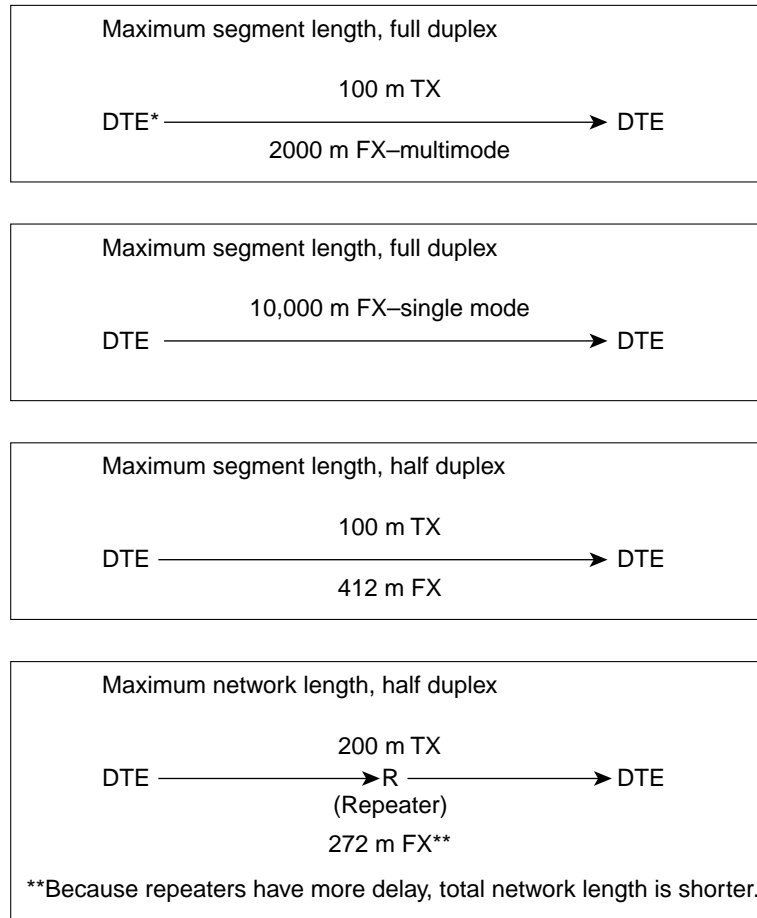 Maximum segment length, full duplex
100 m TX
DTE* DTE
2000 m FX–multimode
Maximum segment length, full duplex
10,000 m FX–single mode
DTE DTE
Maximum segment length, half duplex
100 m TX
DTE DTE
412 m FX
Maximum network length, half duplex
200 m TX
DTE R DTE
(Repeater)
272 m FX**
**Because repeaters have more delay, total network length is shorter.